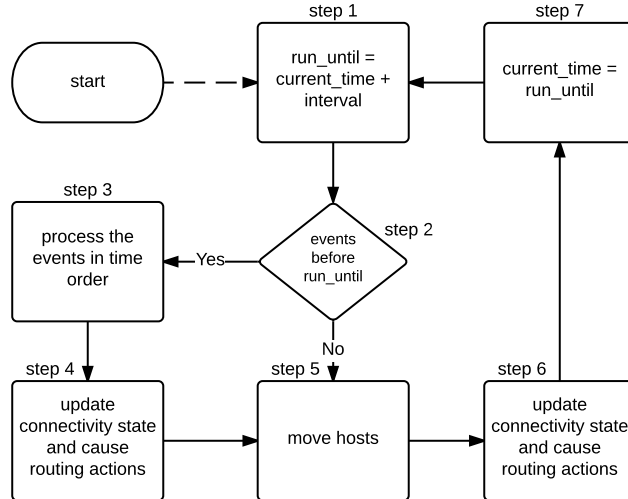 step 1
step 7
start
run_until =
current_time +
interval
current_time =
run_until
step 3
step 2
process the
events in time
order
Yes
events
before
run_until
No
step 4
step 5
step 6
update
connectivity state
and cause
routing actions
move hosts
update
connectivity state
and cause
routing actions